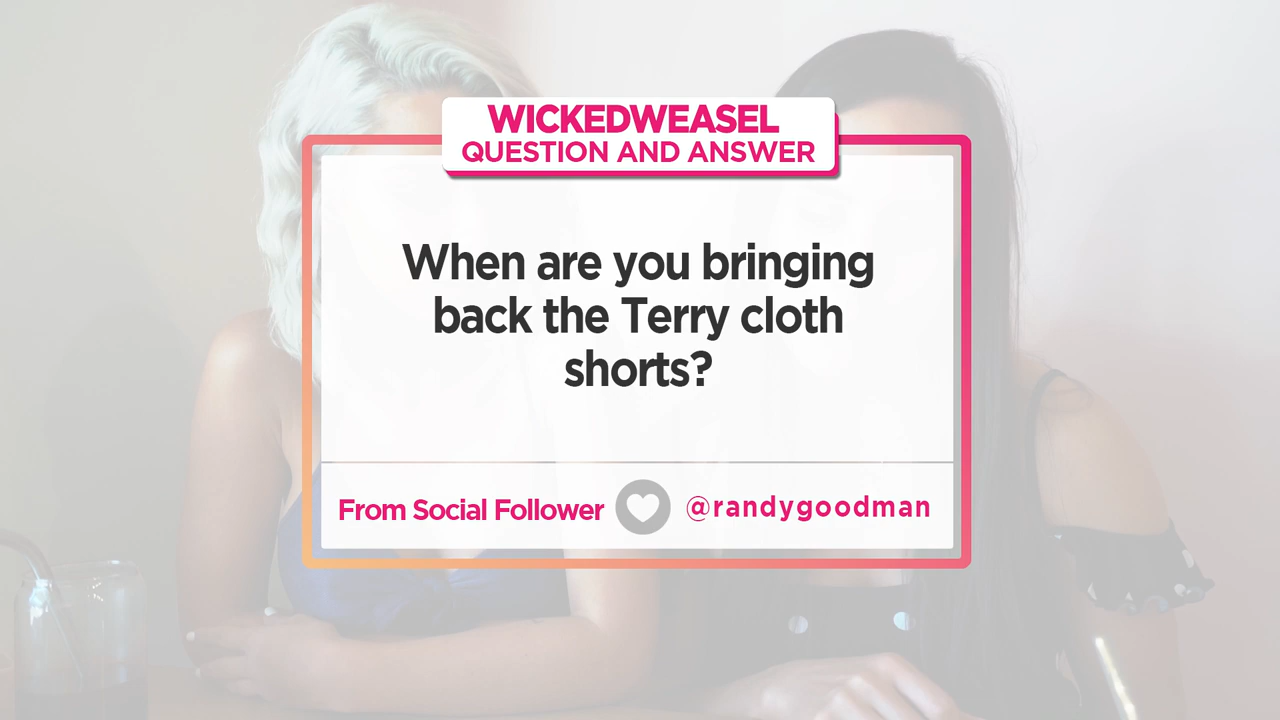 WICKEDWEASEL
QUESTION AND ANSWER
When are you bringing
back the Terry cloth
shorts?
From Social Follower @randygoodman